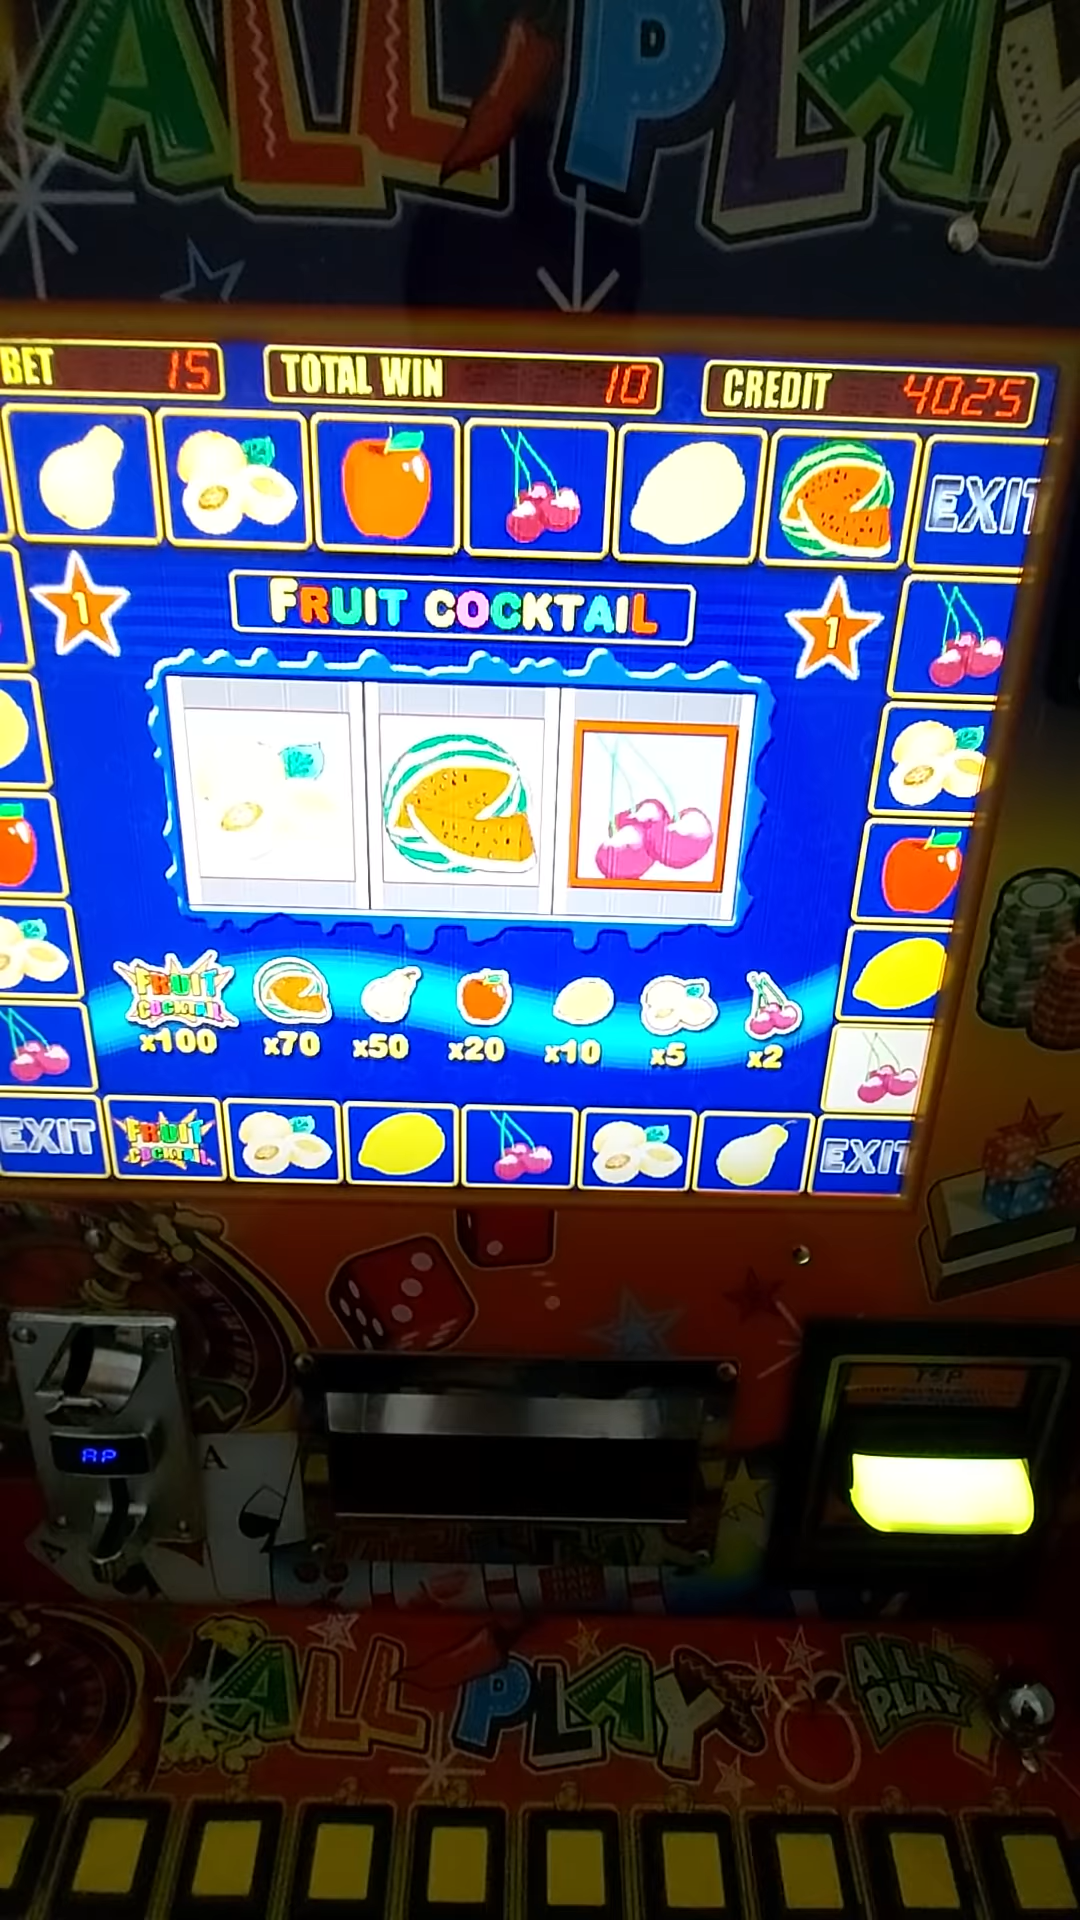 ALL PLAY
BET 15 TOTAL WIN 10 CREDIT 4025
EXIT
1 FRUIT COCKTAIL 1
FRUIT
COCKTAIL
x100 x70 x50 x20 x10 x5 x2
EXIT FRUIT COCKTAIL EXIT
AP
A
ALL PLAY
ALL
PLAY